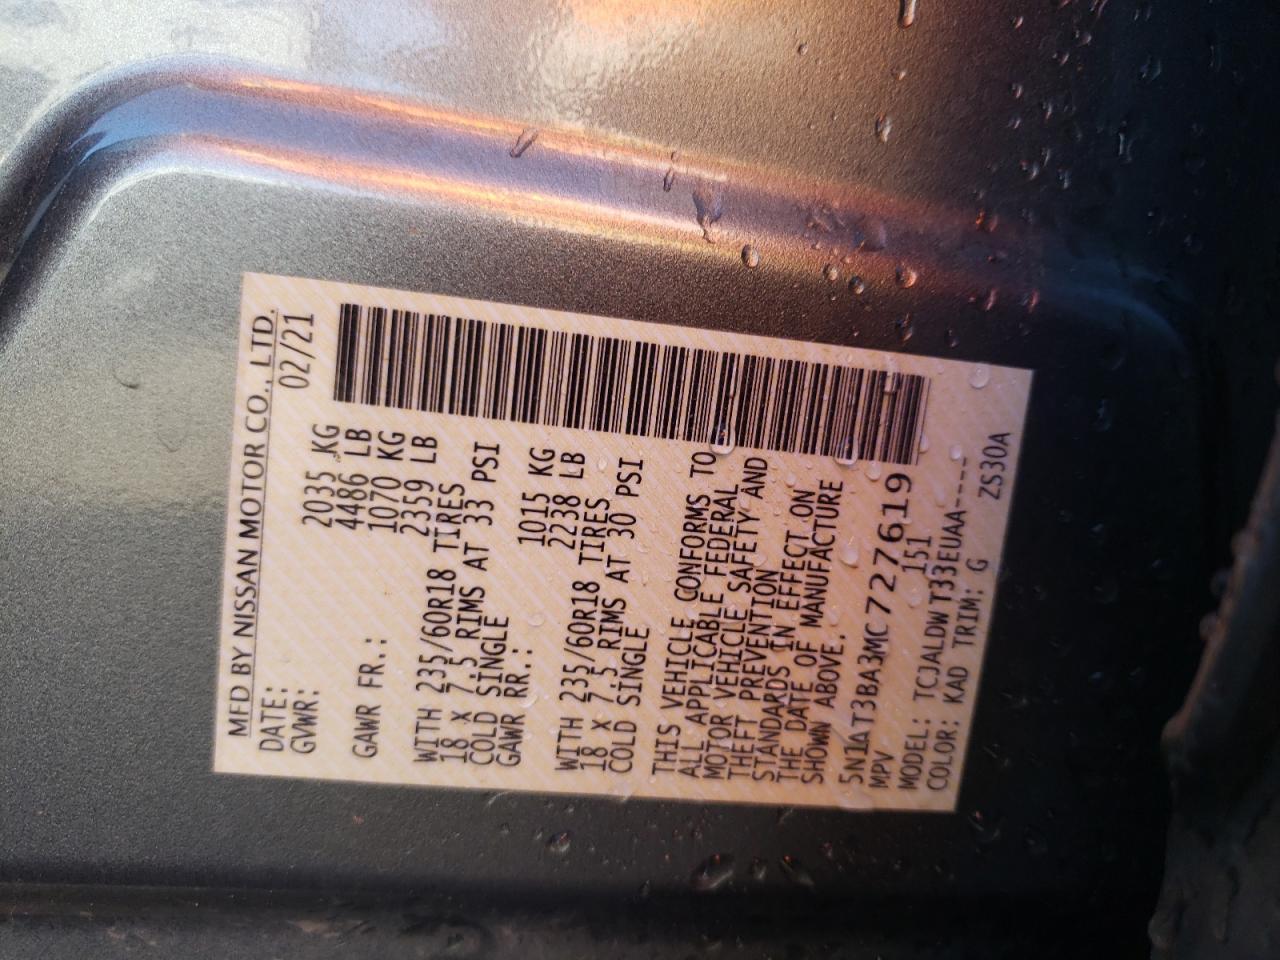 MFD BY NISSAN MOTOR CO., LTD.
DATE: 02/21
GVWR: 2035 KG
4486 LB
GAWR FR.: 1070 KG
2359 LB
WITH 235/60R18 TIRES
18 X 7.5 RIMS AT 33 PSI
COLD SINGLE
GAWR RR.: 1015 KG
2238 LB
WITH 235/60R18 TIRES
18 X 7.5 RIMS AT 30 PSI
COLD SINGLE
THIS VEHICLE CONFORMS TO
ALL APPLICABLE FEDERAL
MOTOR VEHICLE SAFETY AND
THEFT PREVENTION
STANDARDS IN EFFECT ON
THE DATE OF MANUFACTURE
SHOWN ABOVE.
5N1AT3BA3MC727619
MPV 151
MODEL: TCJALDWT33EUAA----
COLOR: KAD TRIM: G ZS30A